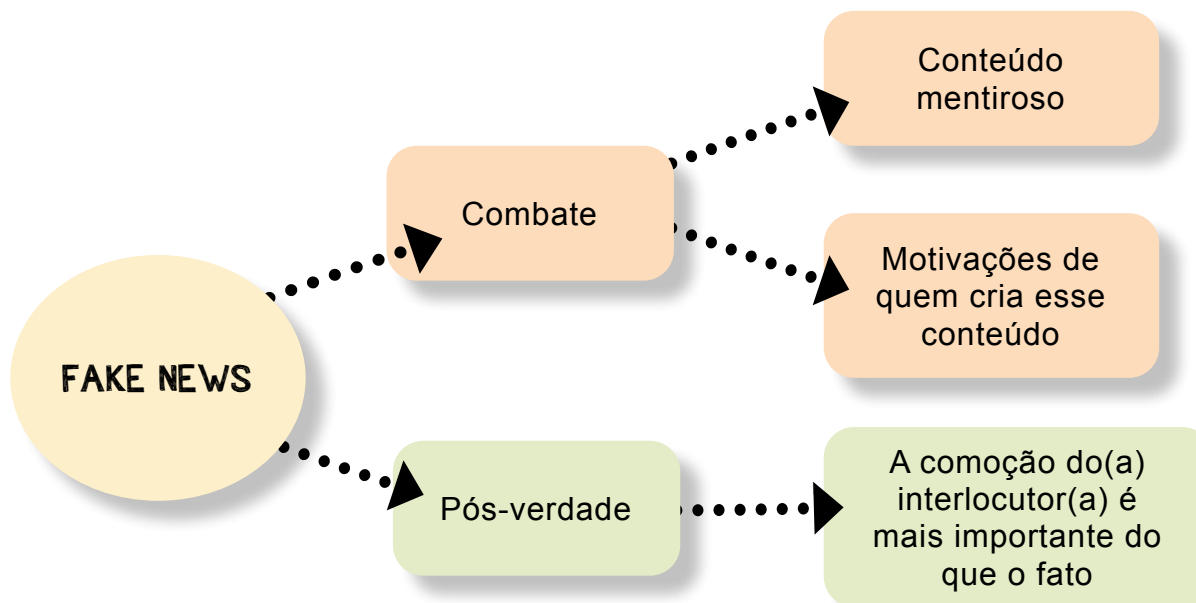 FAKE NEWS
Combate
Conteúdo
mentiroso
Motivações de
quem cria esse
conteúdo
Pós-verdade
A comoção do(a)
interlocutor(a) é
mais importante do
que o fato